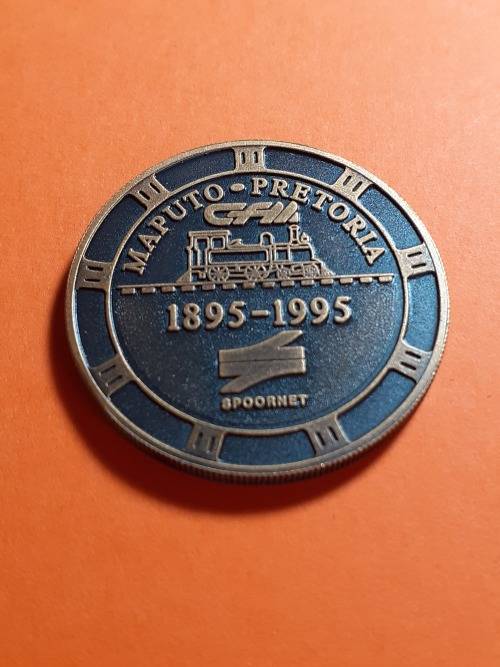 MAPUTO • PRETORIA
CFM
1895-1995
SPOORNET